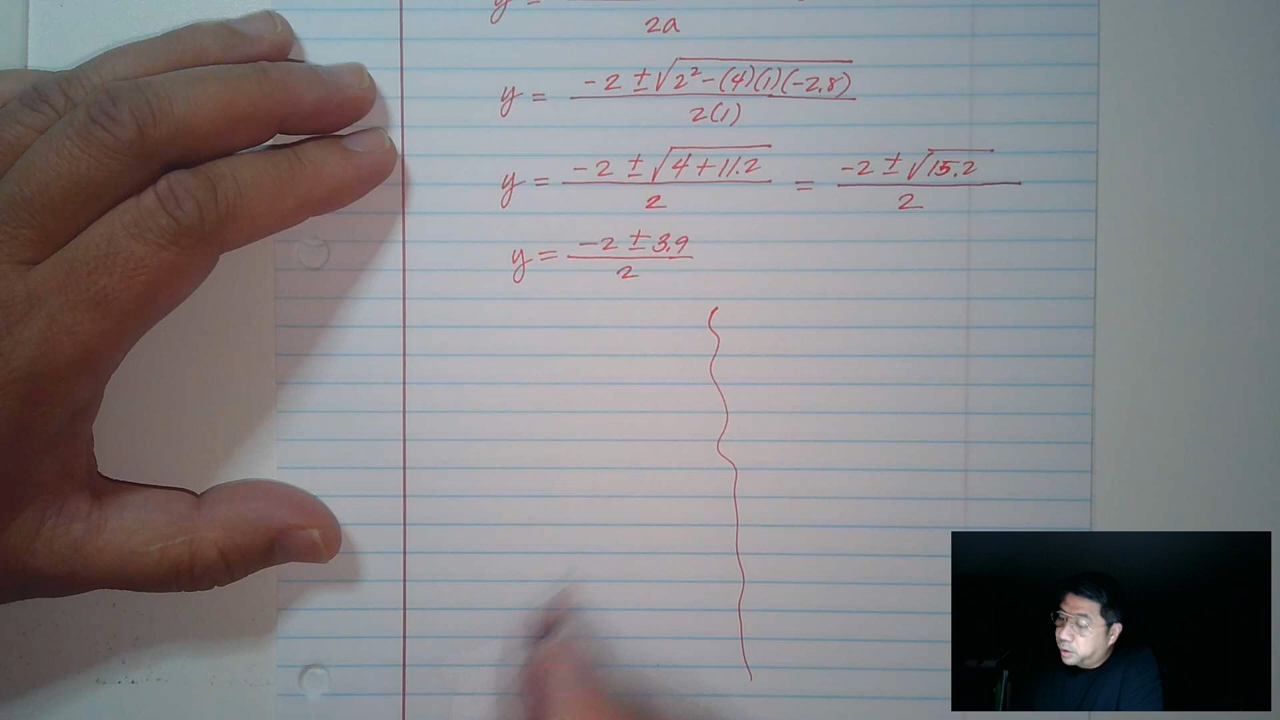 y =
2a
y = -2 ± √2² - (4)(1)(-2.8) / 2(1)
y = -2 ± √4 + 11.2 / 2 = -2 ± √15.2 / 2
y = -2 ± 3.9 / 2